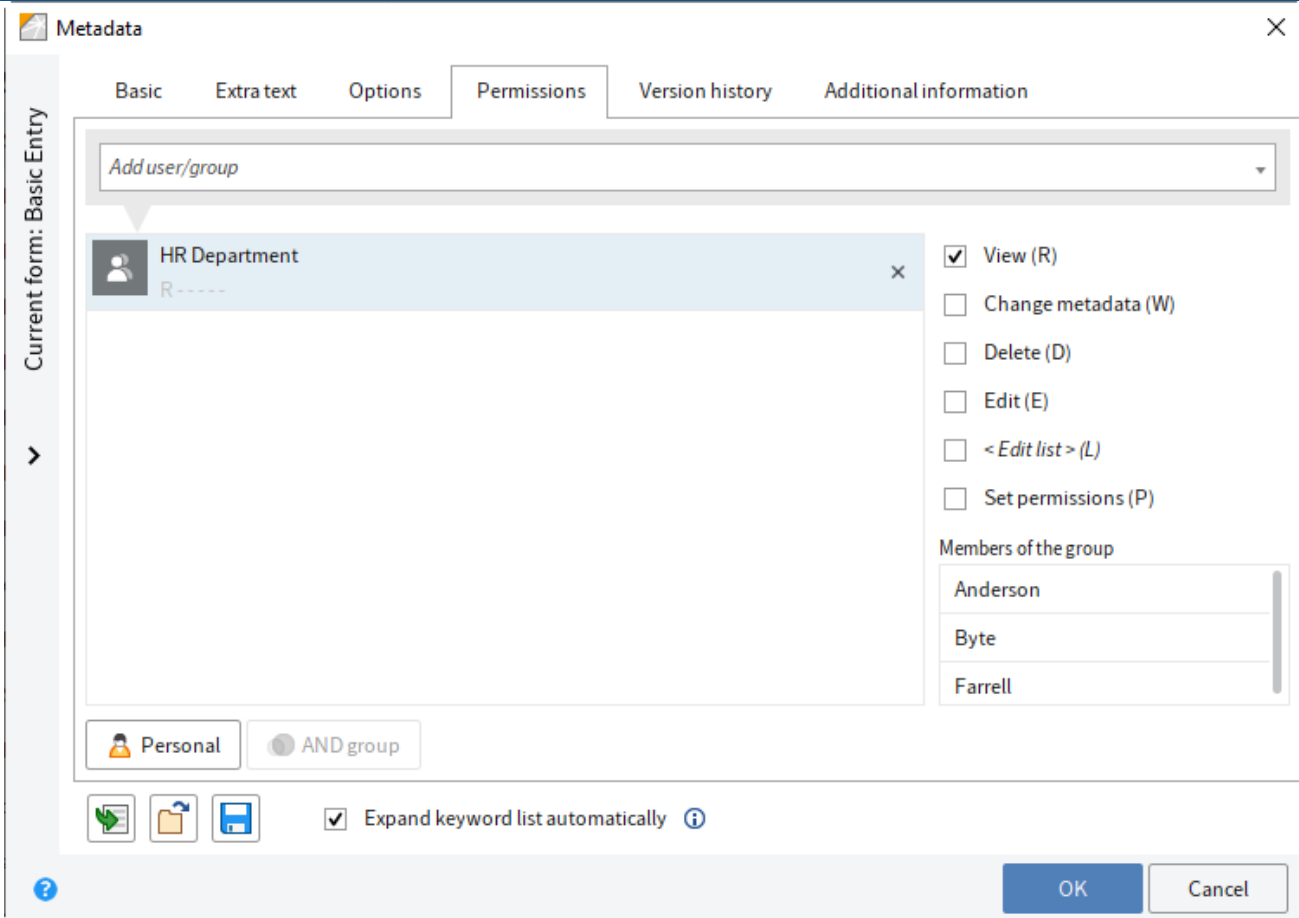 Metadata
Current form: Basic Entry
Basic
Extra text
Options
Permissions
Version history
Additional information
Add user/group
HR Department
R - - - - -
View (R)
Change metadata (W)
Delete (D)
Edit (E)
< Edit list > (L)
Set permissions (P)
Members of the group
Anderson
Byte
Farrell
Personal
AND group
Expand keyword list automatically
OK
Cancel